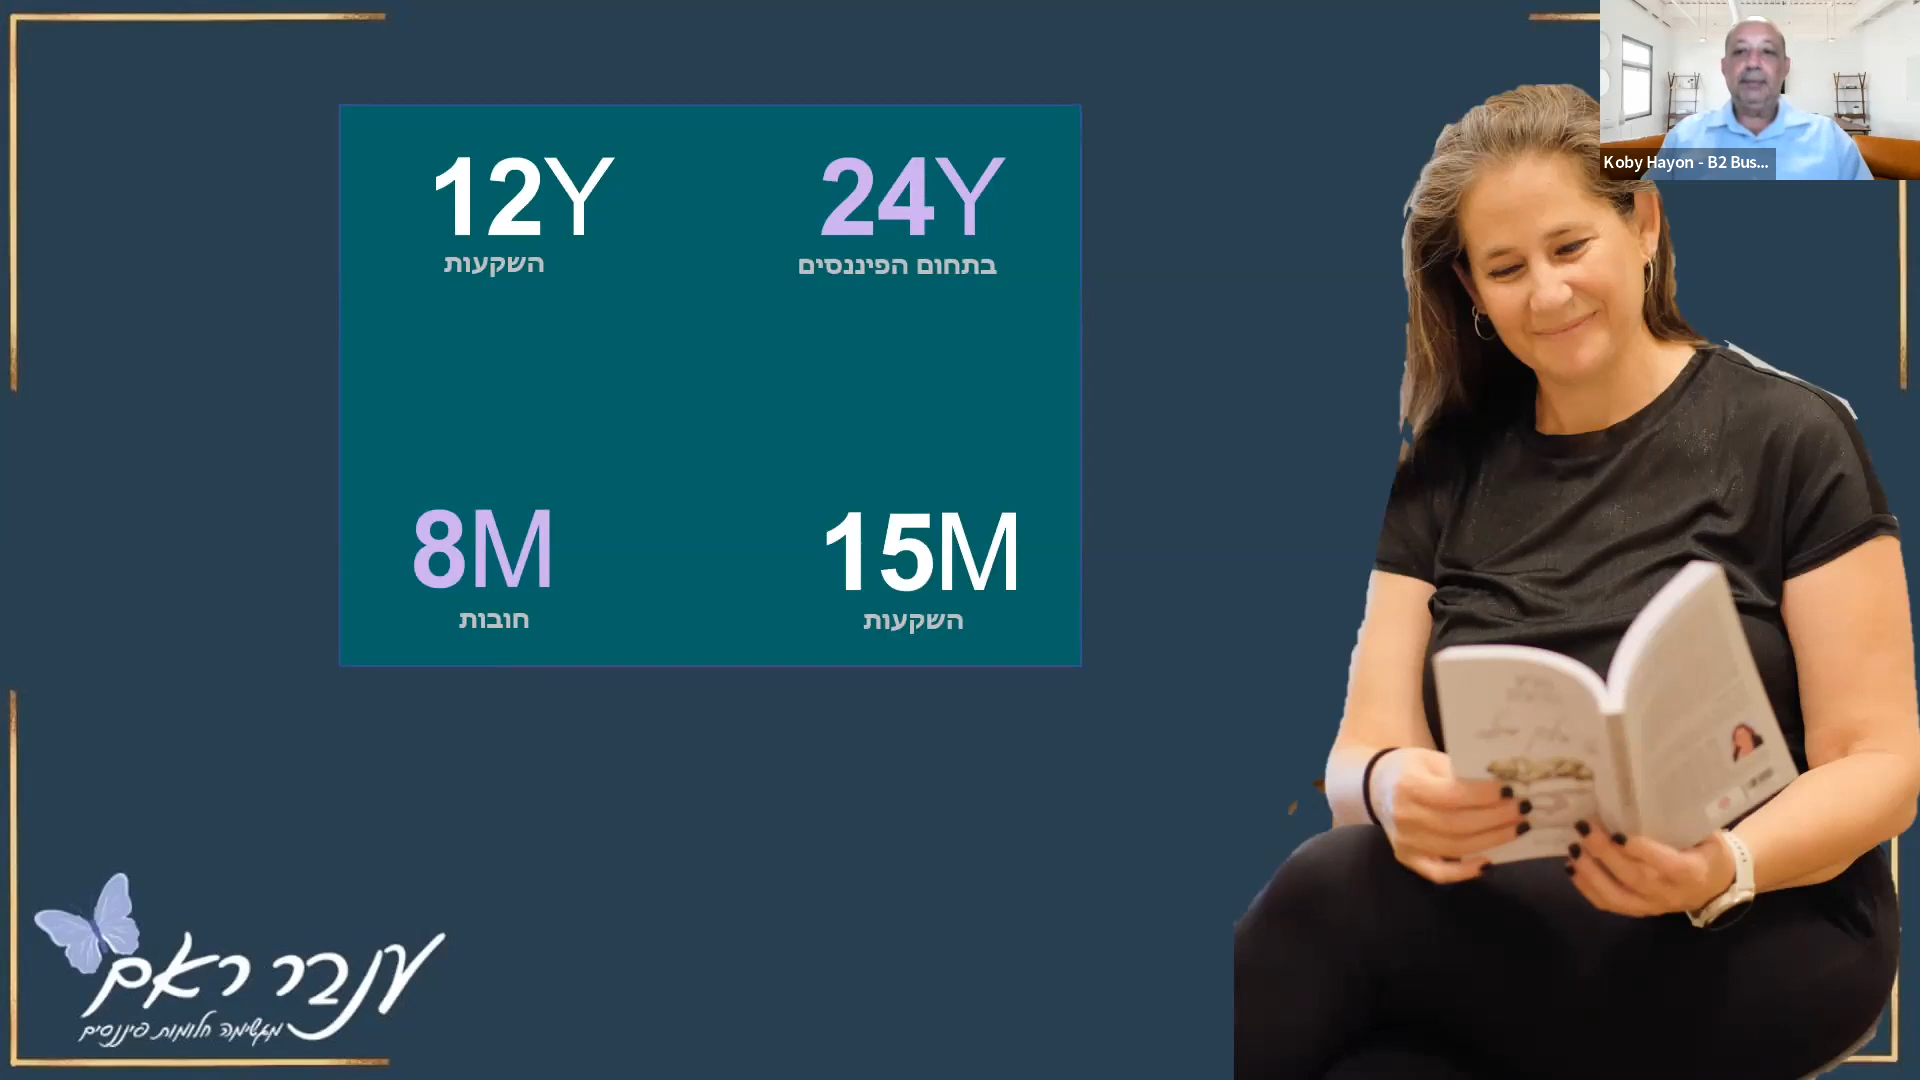 Koby Hayon - B2 Bus...
24Y
בתחום הפיננסים
12Y
השקעות
15M
השקעות
8M
חובות
ענבר ראם
מגשימה חלומות פיננסים